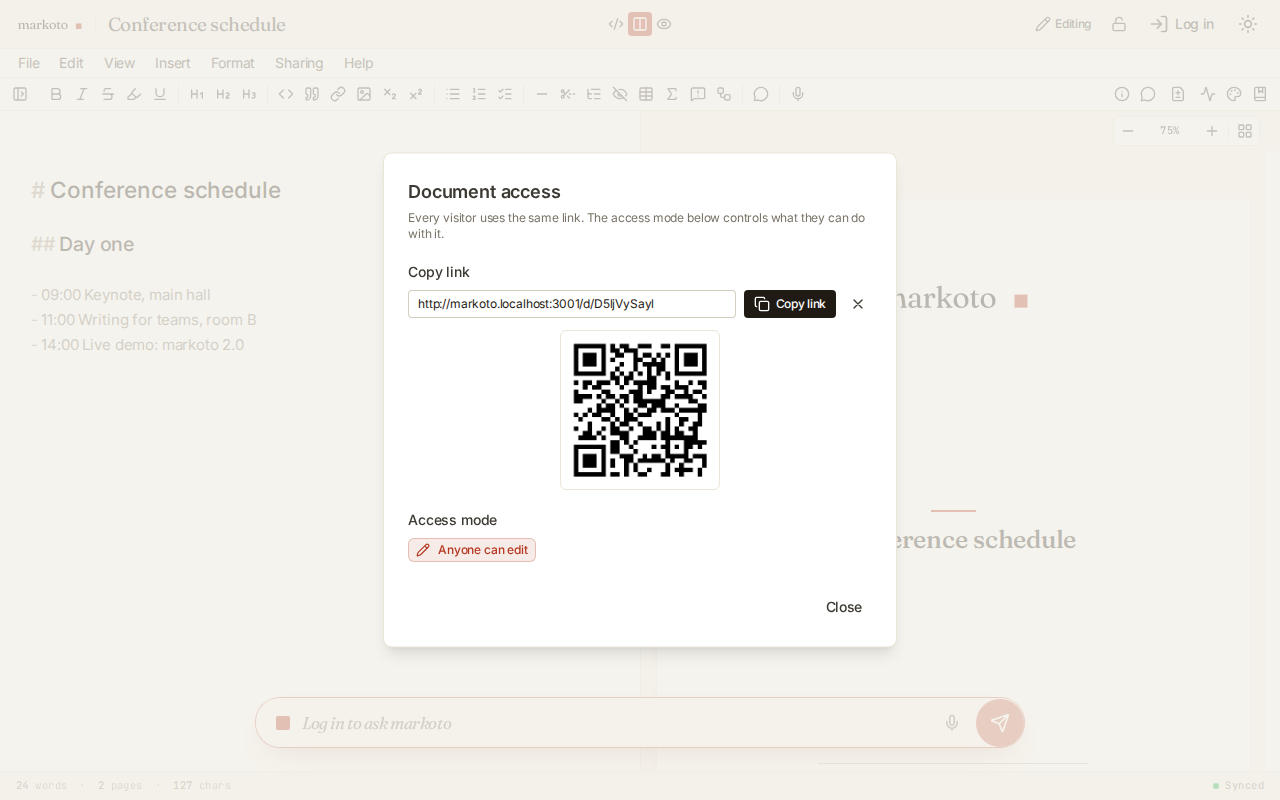 markoto
Conference schedule
Editing
Log in
File Edit View Insert Format Sharing Help
H1 H2 H3
75%
# Conference schedule
## Day one
- 09:00 Keynote, main hall
- 11:00 Writing for teams, room B
- 14:00 Live demo: markoto 2.0
Document access
Every visitor uses the same link. The access mode below controls what they can do
with it.
Copy link
http://markoto.localhost:3001/d/D5ljVySayl
Copy link
Access mode
Anyone can edit
Close
narkoto
erence schedule
Log in to ask markoto
24 words · 2 pages · 127 chars
Synced